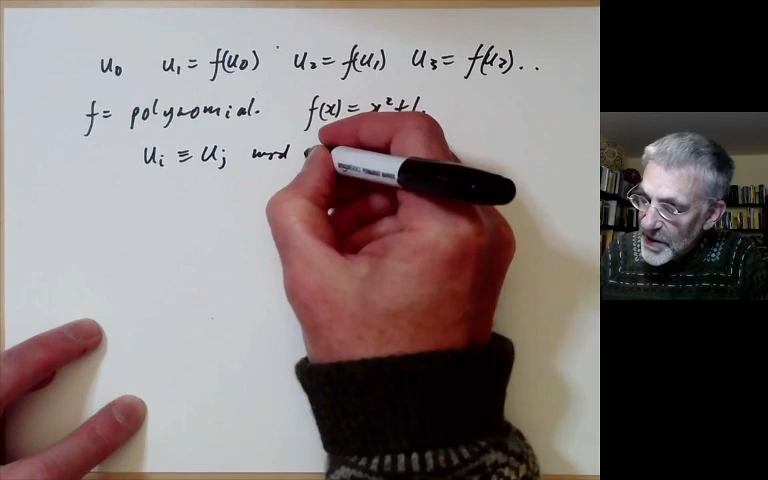 u₀ u₁ = f(u₀) u₂ = f(u₁) u₃ = f(u₂) . .
f = polynomial. f(x) = x² + 1.
uᵢ ≡ uⱼ mod